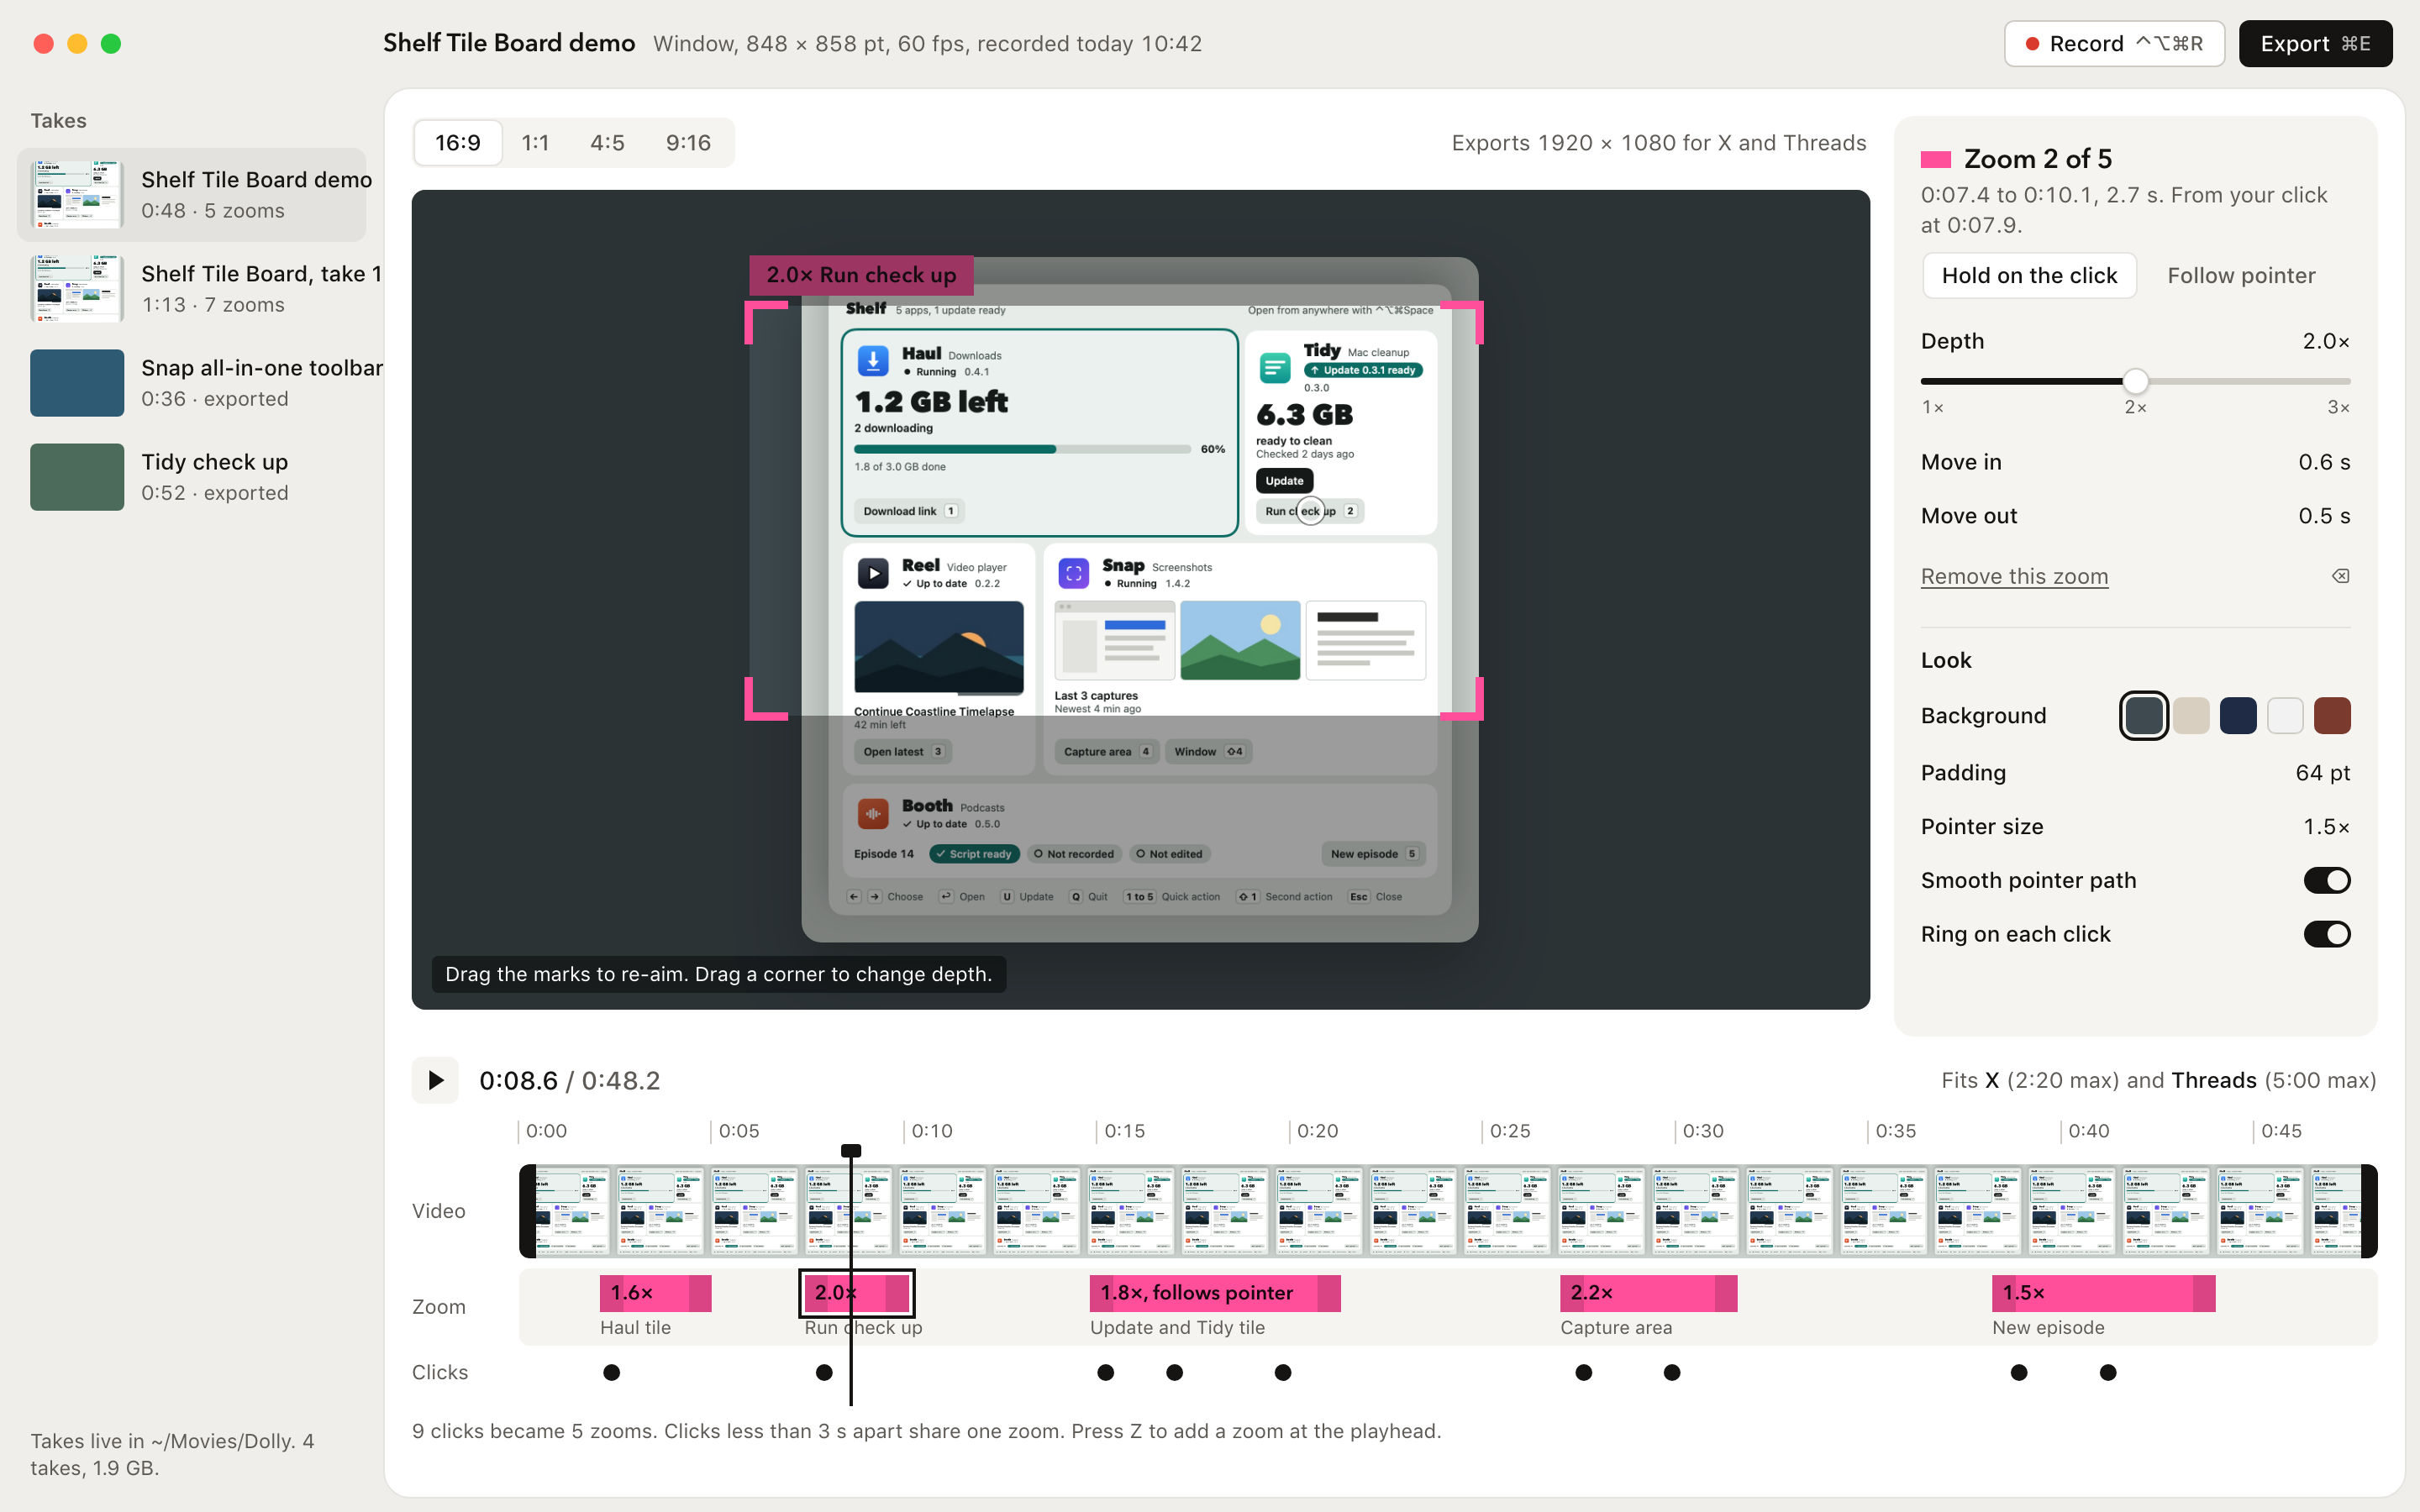 Shelf Tile Board demo Window, 848 × 858 pt, 60 fps, recorded today 10:42
Record ^⌥⌘R
Export ⌘E
Takes
Shelf Tile Board demo
0:48 · 5 zooms
Shelf Tile Board, take 1
1:13 · 7 zooms
Snap all-in-one toolbar
0:36 · exported
Tidy check up
0:52 · exported
Takes live in ~/Movies/Dolly. 4
takes, 1.9 GB.
16:9 1:1 4:5 9:16
Exports 1920 × 1080 for X and Threads
2.0× Run check up
Shelf 5 apps, 1 update ready
Open from anywhere with ^⌥⌘Space
Haul Downloads
Running 0.4.1
1.2 GB left
2 downloading
60%
1.8 of 3.0 GB done
Download link 1
Tidy Mac cleanup
↑ Update 0.3.1 ready
0.3.0
6.3 GB
ready to clean
Checked 2 days ago
Update
Run check up 2
Reel Video player
✓ Up to date 0.2.2
Continue Coastline Timelapse
42 min left
Open latest 3
Snap Screenshots
Running 1.4.2
Last 3 captures
Newest 4 min ago
Capture area 4
Window ⇧4
Booth Podcasts
✓ Up to date 0.5.0
Episode 14 ✓ Script ready Not recorded Not edited
New episode 5
← → Choose ↩ Open U Update Q Quit 1 to 5 Quick action ⇧1 Second action Esc Close
Drag the marks to re-aim. Drag a corner to change depth.
Zoom 2 of 5
0:07.4 to 0:10.1, 2.7 s. From your click
at 0:07.9.
Hold on the click Follow pointer
Depth 2.0×
1× 2× 3×
Move in 0.6 s
Move out 0.5 s
Remove this zoom ⌫
Look
Background
Padding 64 pt
Pointer size 1.5×
Smooth pointer path
Ring on each click
0:08.6 / 0:48.2
Fits X (2:20 max) and Threads (5:00 max)
0:00 0:05 0:10 0:15 0:20 0:25 0:30 0:35 0:40 0:45
Video
Zoom
1.6× 2.0× 1.8×, follows pointer 2.2× 1.5×
Haul tile Run check up Update and Tidy tile Capture area New episode
Clicks
9 clicks became 5 zooms. Clicks less than 3 s apart share one zoom. Press Z to add a zoom at the playhead.